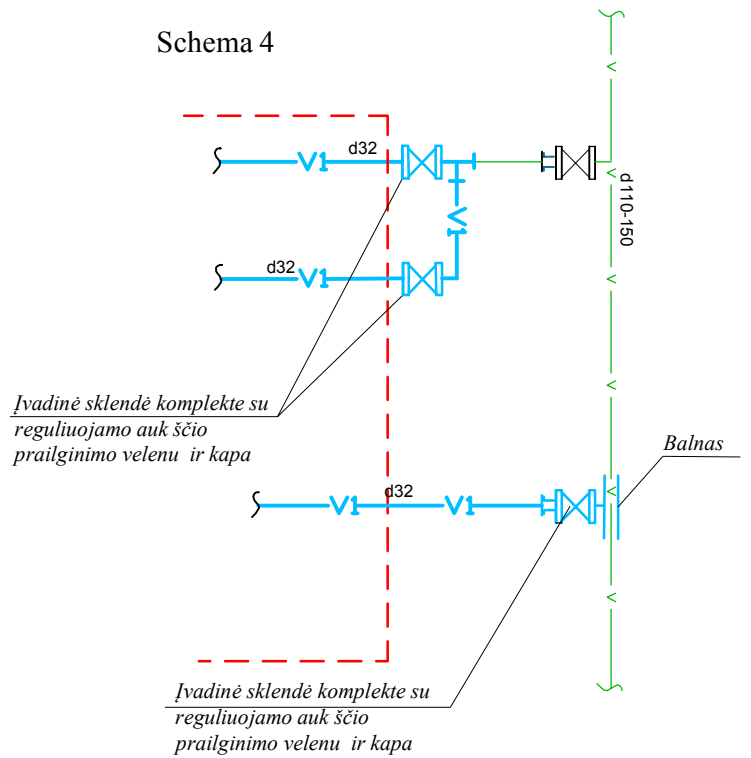 Schema 4
d32
V1
d110-150
V
d32
V1
Įvadinė sklendė komplekte su
reguliuojamo auk ščio
prailginimo velenu ir kapa
Balnas
d32
V1
V1
Įvadinė sklendė komplekte su
reguliuojamo auk ščio
prailginimo velenu ir kapa